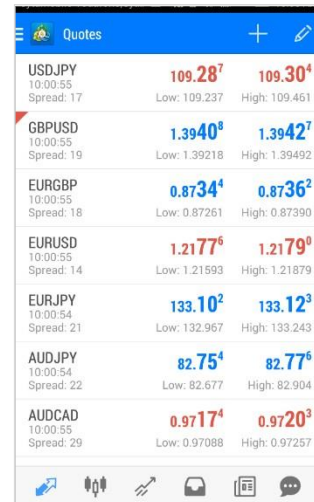 Quotes
USDJPY 109.28⁷ 109.30⁴
10:00:55
Spread: 17 Low: 109.237 High: 109.461
GBPUSD 1.3940⁸ 1.3942⁷
10:00:55
Spread: 19 Low: 1.39218 High: 1.39492
EURGBP 0.8734⁴ 0.8736²
10:00:55
Spread: 18 Low: 0.87261 High: 0.87390
EURUSD 1.2177⁶ 1.2179⁰
10:00:55
Spread: 14 Low: 1.21593 High: 1.21879
EURJPY 133.10² 133.12³
10:00:54
Spread: 21 Low: 132.967 High: 133.243
AUDJPY 82.75⁴ 82.77⁶
10:00:54
Spread: 22 Low: 82.677 High: 82.904
AUDCAD 0.9717⁴ 0.9720³
10:00:55
Spread: 29 Low: 0.97088 High: 0.97257